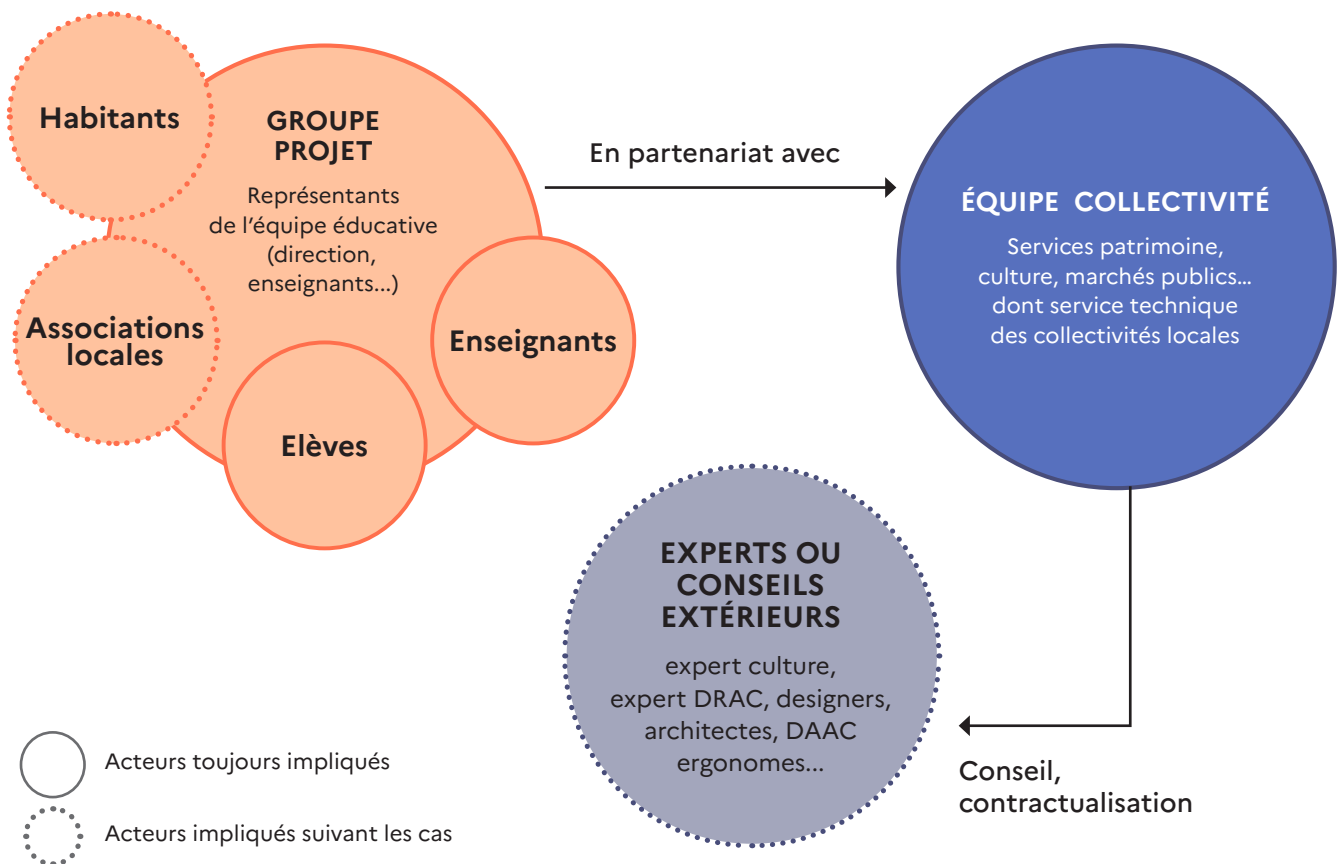 Habitants
GROUPE
PROJET
Représentants
de l'équipe éducative
(direction,
enseignants...)
Associations
locales
Enseignants
Elèves
En partenariat avec
ÉQUIPE COLLECTIVITÉ
Services patrimoine,
culture, marchés publics...
dont service technique
des collectivités locales
EXPERTS OU
CONSEILS
EXTÉRIEURS
expert culture,
expert DRAC, designers,
architectes, DAAC
ergonomes...
Conseil,
contractualisation
Acteurs toujours impliqués
Acteurs impliqués suivant les cas